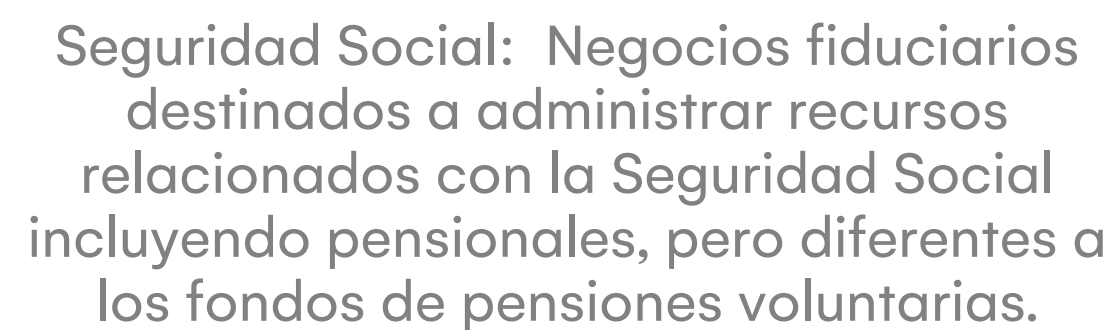 Seguridad Social:  Negocios fiduciarios
destinados a administrar recursos
relacionados con la Seguridad Social
incluyendo pensionales, pero diferentes a
los fondos de pensiones voluntarias.